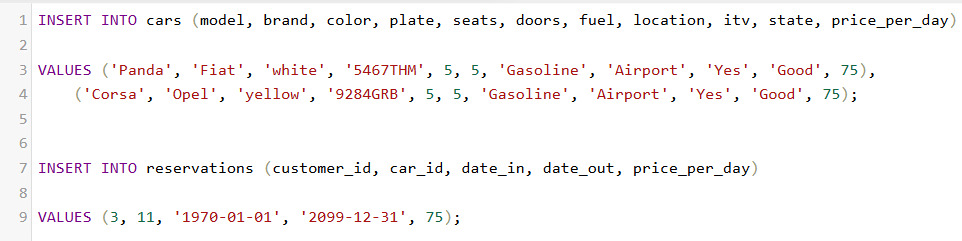 1 INSERT INTO cars (model, brand, color, plate, seats, doors, fuel, location, itv, state, price_per_day)
2
3 VALUES ('Panda', 'Fiat', 'white', '5467THM', 5, 5, 'Gasoline', 'Airport', 'Yes', 'Good', 75),
4 ('Corsa', 'Opel', 'yellow', '9284GRB', 5, 5, 'Gasoline', 'Airport', 'Yes', 'Good', 75);
5
6
7 INSERT INTO reservations (customer_id, car_id, date_in, date_out, price_per_day)
8
9 VALUES (3, 11, '1970-01-01', '2099-12-31', 75);